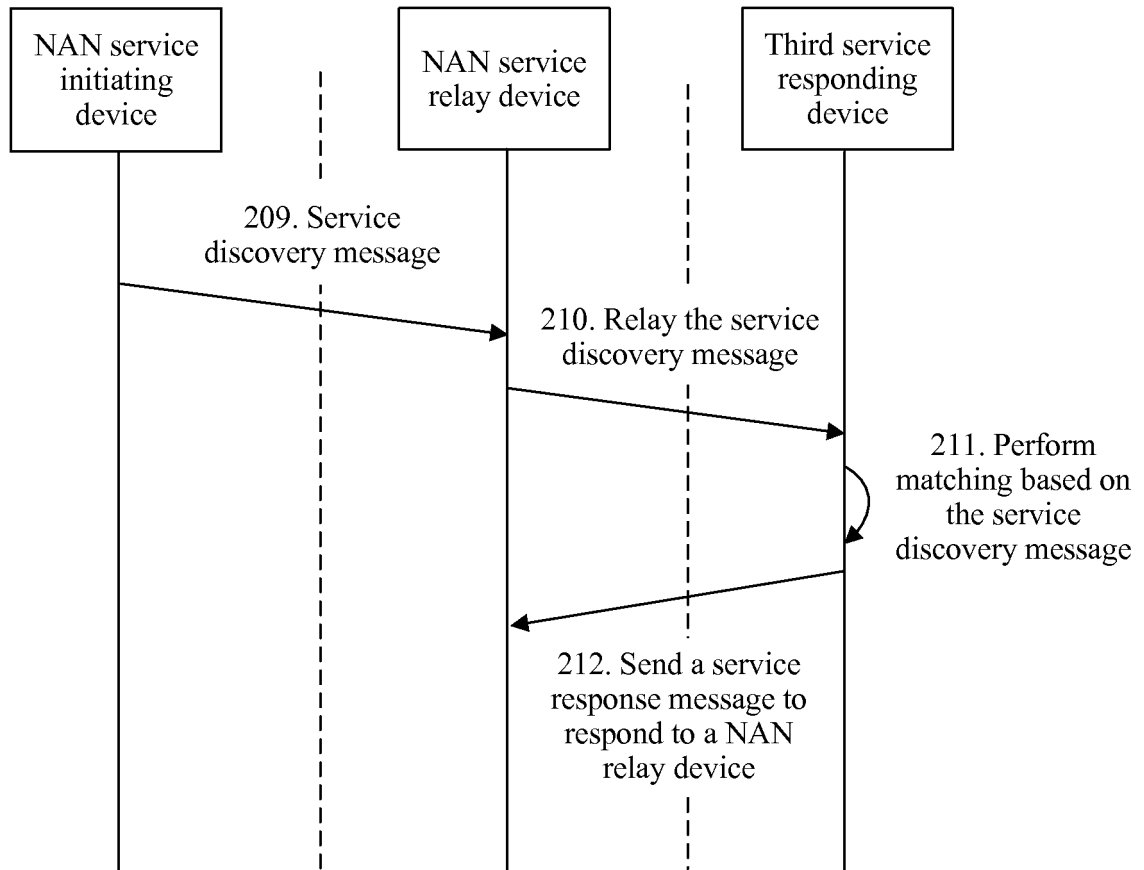 NAN service
initiating
device
NAN service
relay device
Third service
responding
device
209. Service
discovery message
210. Relay the service
discovery message
211. Perform
matching based on
the service
discovery message
212. Send a service
response message to
respond to a NAN
relay device